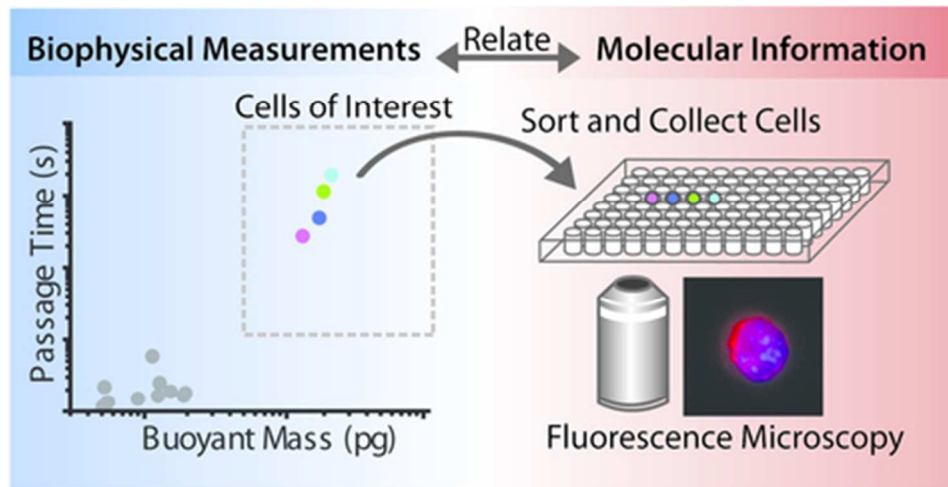 Biophysical Measurements
Relate
Molecular Information
Cells of Interest
Sort and Collect Cells
Passage Time (s)
Buoyant Mass (pg)
Fluorescence Microscopy